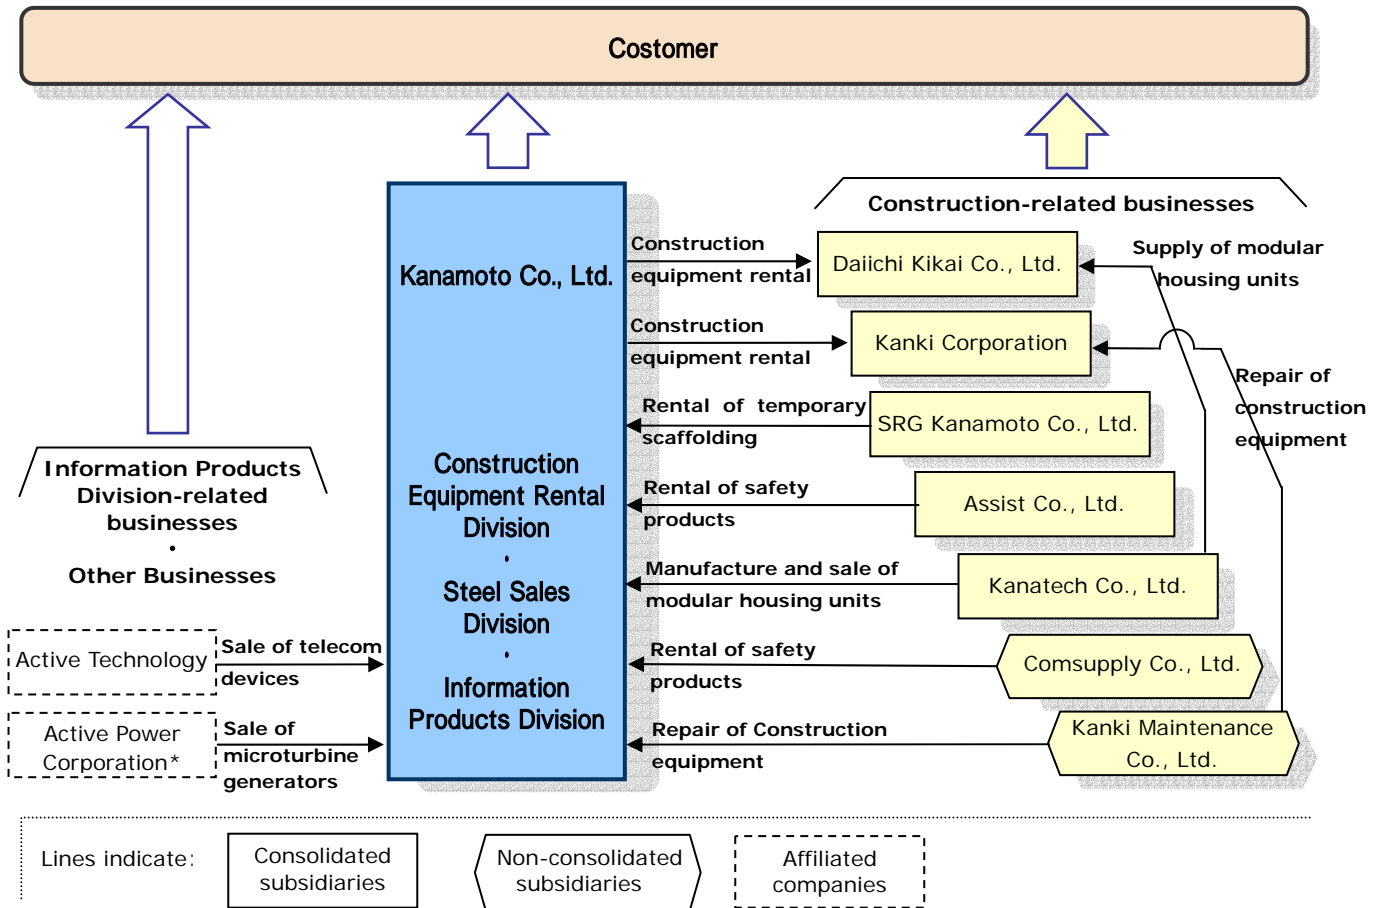 Costomer
Construction-related businesses
Kanamoto Co., Ltd.
Construction
equipment rental
Daiichi Kikai Co., Ltd.
Supply of modular
housing units
Construction
equipment rental
Kanki Corporation
Repair of
construction
equipment
Rental of temporary
scaffolding
SRG Kanamoto Co., Ltd.
Information Products
Division-related
businesses
・
Other Businesses
Construction
Equipment Rental
Division
・
Steel Sales
Division
・
Information
Products Division
Rental of safety
products
Assist Co., Ltd.
Manufacture and sale of
modular housing units
Kanatech Co., Ltd.
Active Technology
Sale of telecom
devices
Rental of safety
products
Comsupply Co., Ltd.
Active Power
Corporation*
Sale of
microturbine
generators
Repair of Construction
equipment
Kanki Maintenance
Co., Ltd.
Lines indicate:
Consolidated
subsidiaries
Non-consolidated
subsidiaries
Affiliated
companies